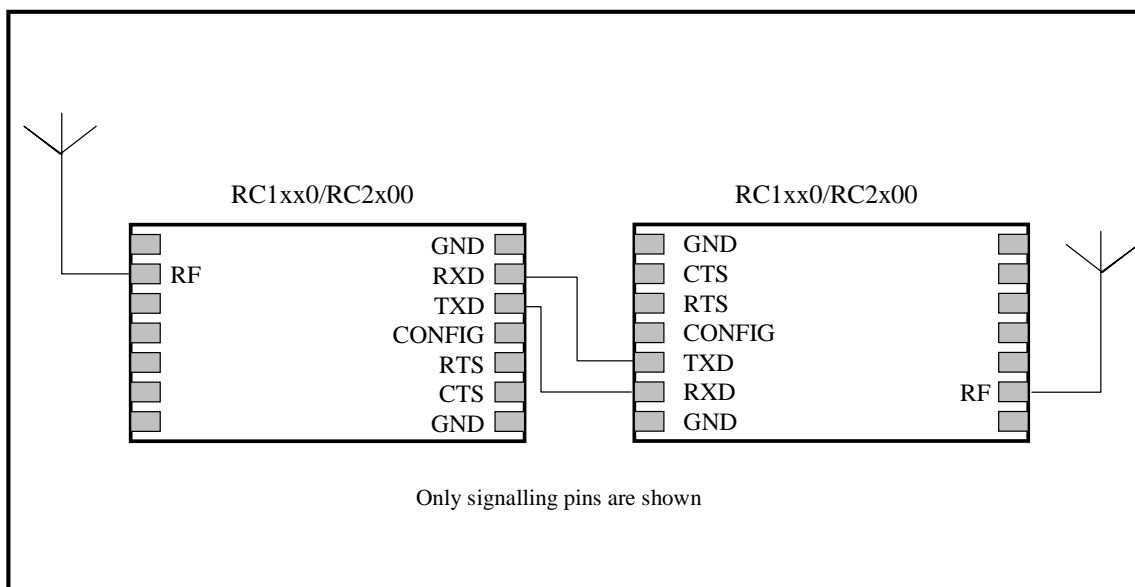 RC1xx0/RC2x00
RC1xx0/RC2x00
GND
RF
RXD
TXD
CONFIG
RTS
CTS
GND
GND
CTS
RTS
CONFIG
TXD
RXD
RF
GND
Only signalling pins are shown